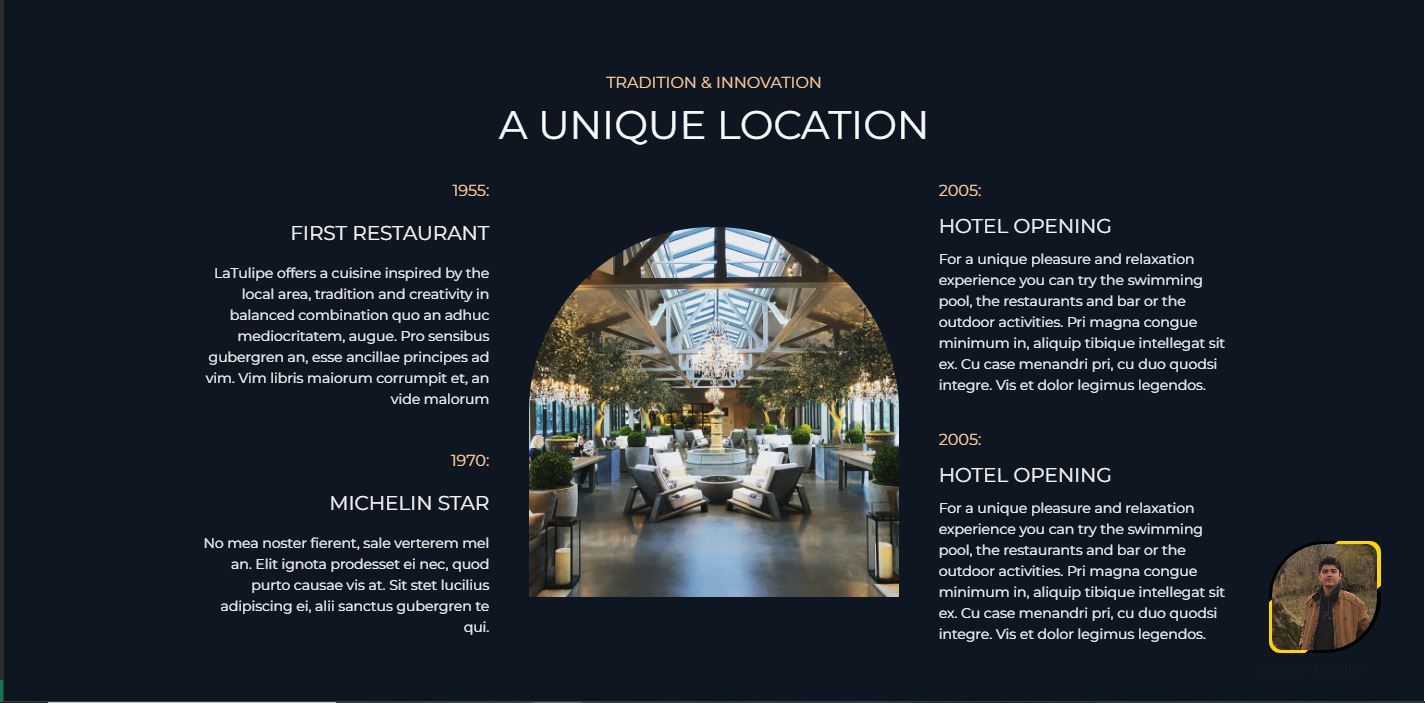 TRADITION & INNOVATION
A UNIQUE LOCATION
1955:
FIRST RESTAURANT
LaTulipe offers a cuisine inspired by the
local area, tradition and creativity in
balanced combination quo an adhuc
mediocritatem, augue. Pro sensibus
gubergren an, esse ancillae principes ad
vim. Vim libris maiorum corrumpit et, an
vide malorum
1970:
MICHELIN STAR
No mea noster fierent, sale verterem mel
an. Elit ignota prodesset ei nec, quod
purto causae vis at. Sit stet lucilius
adipiscing ei, alii sanctus gubergren te
qui.
2005:
HOTEL OPENING
For a unique pleasure and relaxation
experience you can try the swimming
pool, the restaurants and bar or the
outdoor activities. Pri magna congue
minimum in, aliquip tibique intellegat sit
ex. Cu case menandri pri, cu duo quodsi
integre. Vis et dolor legimus legendos.
2005:
HOTEL OPENING
For a unique pleasure and relaxation
experience you can try the swimming
pool, the restaurants and bar or the
outdoor activities. Pri magna congue
minimum in, aliquip tibique intellegat sit
ex. Cu case menandri pri, cu duo quodsi
integre. Vis et dolor legimus legendos.
Social Media